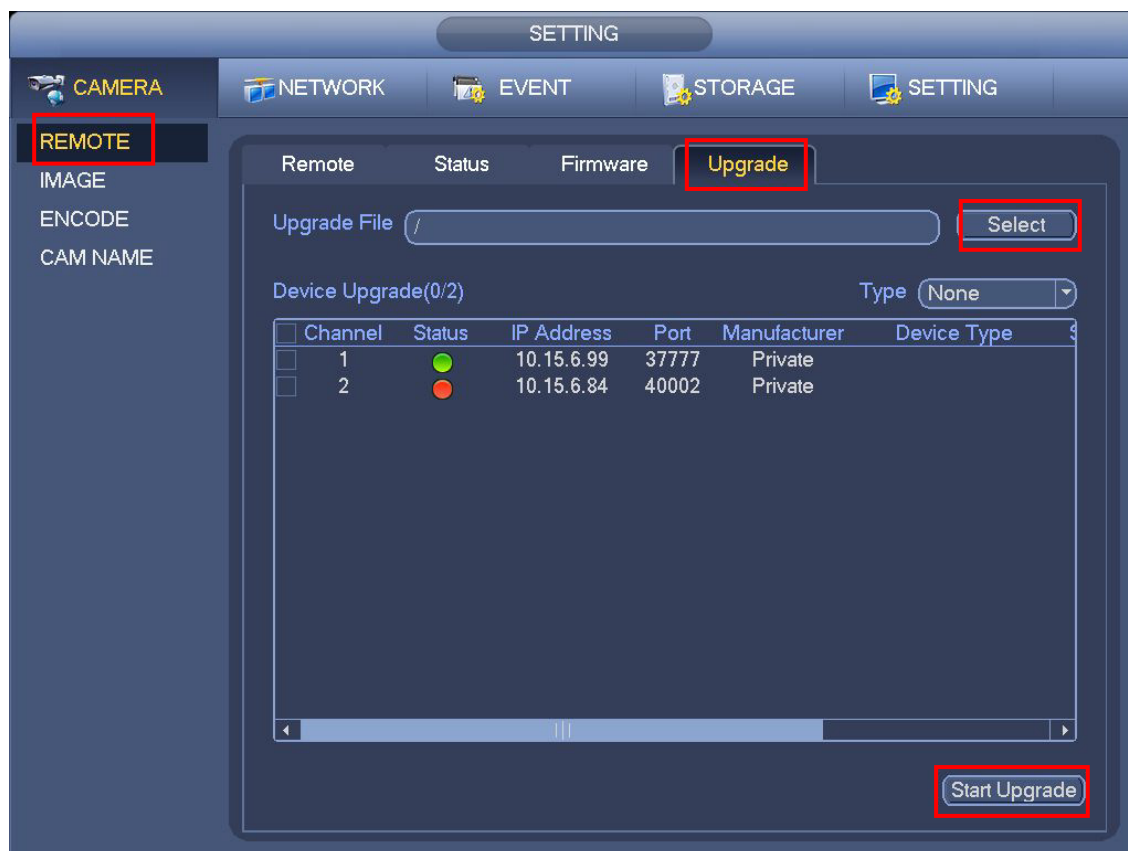 SETTING
CAMERA NETWORK EVENT STORAGE SETTING
REMOTE
IMAGE
ENCODE
CAM NAME
Remote Status Firmware Upgrade
Upgrade File / Select
Device Upgrade(0/2) Type None
Channel Status IP Address Port Manufacturer Device Type
1 10.15.6.99 37777 Private
2 10.15.6.84 40002 Private
Start Upgrade